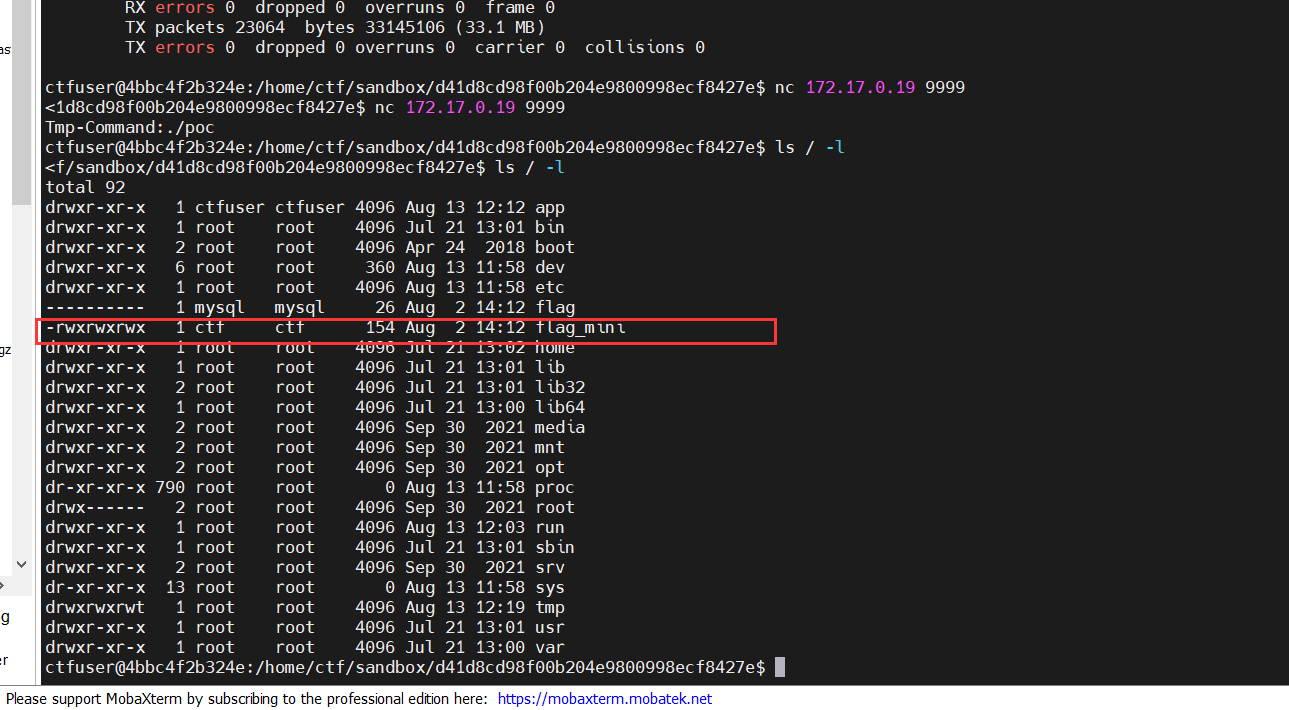 RX errors 0  dropped 0  overruns 0  frame 0
TX packets 23064  bytes 33145106 (33.1 MB)
TX errors 0  dropped 0 overruns 0  carrier 0  collisions 0
ctfuser@4bbc4f2b324e:/home/ctf/sandbox/d41d8cd98f00b204e9800998ecf8427e$ nc 172.17.0.19 9999
<1d8cd98f00b204e9800998ecf8427e$ nc 172.17.0.19 9999
Tmp-Command:./poc
ctfuser@4bbc4f2b324e:/home/ctf/sandbox/d41d8cd98f00b204e9800998ecf8427e$ ls / -l
<f/sandbox/d41d8cd98f00b204e9800998ecf8427e$ ls / -l
total 92
drwxr-xr-x   1 ctfuser ctfuser 4096 Aug 13 12:12 app
drwxr-xr-x   1 root    root    4096 Jul 21 13:01 bin
drwxr-xr-x   2 root    root    4096 Apr 24  2018 boot
drwxr-xr-x   6 root    root     360 Aug 13 11:58 dev
drwxr-xr-x   1 root    root    4096 Aug 13 11:58 etc
----------   1 mysql   mysql     26 Aug  2 14:12 flag
-rwxrwxrwx   1 ctf     ctf      154 Aug  2 14:12 flag_mini
drwxr-xr-x   1 root    root    4096 Jul 21 13:02 home
drwxr-xr-x   1 root    root    4096 Jul 21 13:01 lib
drwxr-xr-x   2 root    root    4096 Jul 21 13:01 lib32
drwxr-xr-x   1 root    root    4096 Jul 21 13:00 lib64
drwxr-xr-x   2 root    root    4096 Sep 30  2021 media
drwxr-xr-x   2 root    root    4096 Sep 30  2021 mnt
drwxr-xr-x   2 root    root    4096 Sep 30  2021 opt
dr-xr-xr-x 790 root    root       0 Aug 13 11:58 proc
drwx------   2 root    root    4096 Sep 30  2021 root
drwxr-xr-x   1 root    root    4096 Aug 13 12:03 run
drwxr-xr-x   1 root    root    4096 Jul 21 13:01 sbin
drwxr-xr-x   2 root    root    4096 Sep 30  2021 srv
dr-xr-xr-x  13 root    root       0 Aug 13 11:58 sys
drwxrwxrwt   1 root    root    4096 Aug 13 12:19 tmp
drwxr-xr-x   1 root    root    4096 Jul 21 13:01 usr
drwxr-xr-x   1 root    root    4096 Jul 21 13:00 var
ctfuser@4bbc4f2b324e:/home/ctf/sandbox/d41d8cd98f00b204e9800998ecf8427e$
Please support MobaXterm by subscribing to the professional edition here: https://mobaxterm.mobatek.net